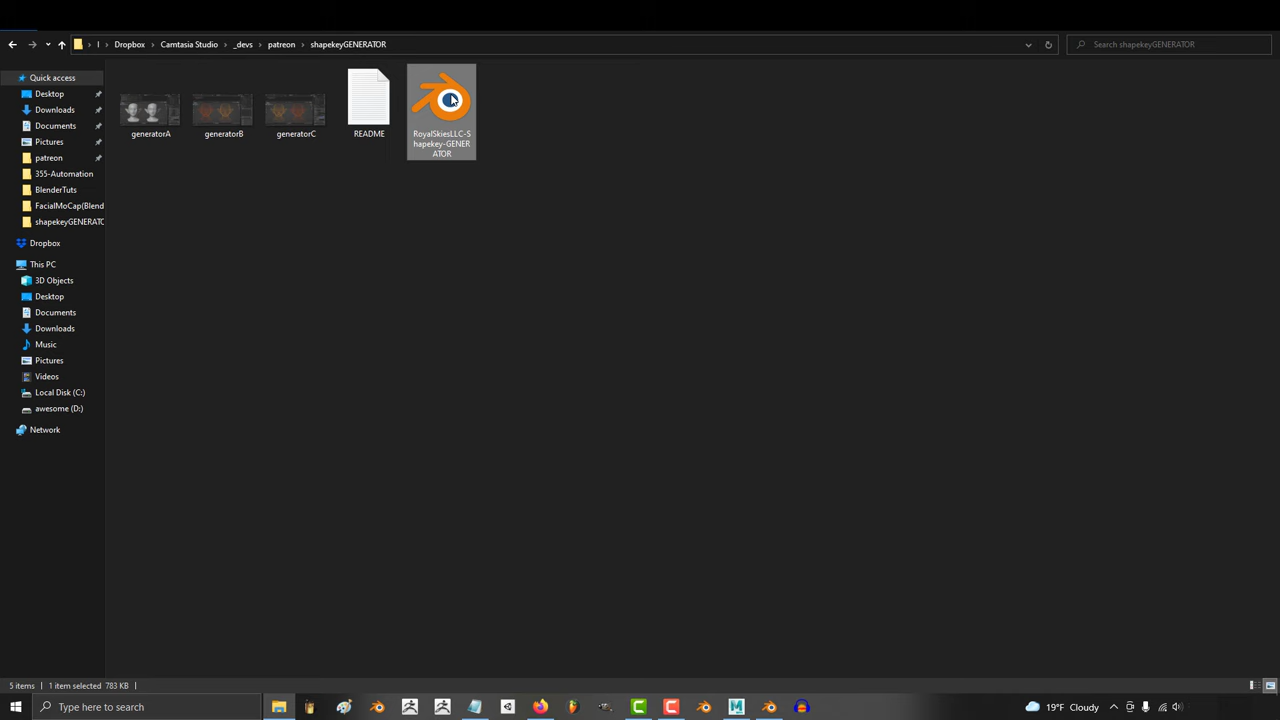 I
Dropbox
Camtasia Studio
_devs
patreon
shapekeyGENERATOR
Search shapekeyGENERATOR
Quick access
Desktop
Downloads
Documents
Pictures
patreon
355-Automation
BlenderTuts
FacialMoCap(Blend
shapekeyGENERATO
Dropbox
This PC
3D Objects
Desktop
Documents
Downloads
Music
Pictures
Videos
Local Disk (C:)
awesome (D:)
Network
generatorA
generatorB
generatorC
README
RoyalSkiesLLC-S
hapekey-GENER
ATOR
5 items
1 item selected 783 KB
Type here to search
19°F Cloudy